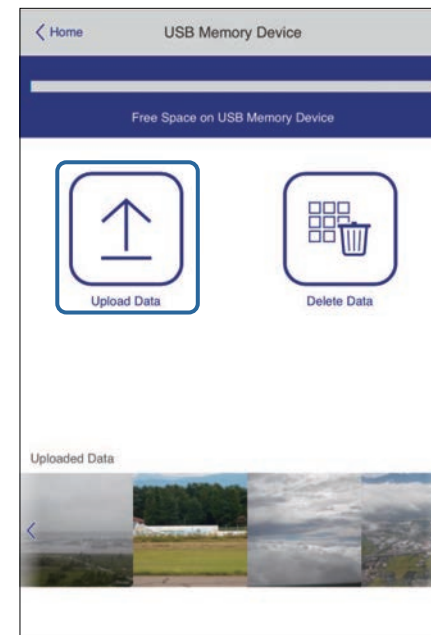 Home
USB Memory Device
Free Space on USB Memory Device
Upload Data
Delete Data
Uploaded Data